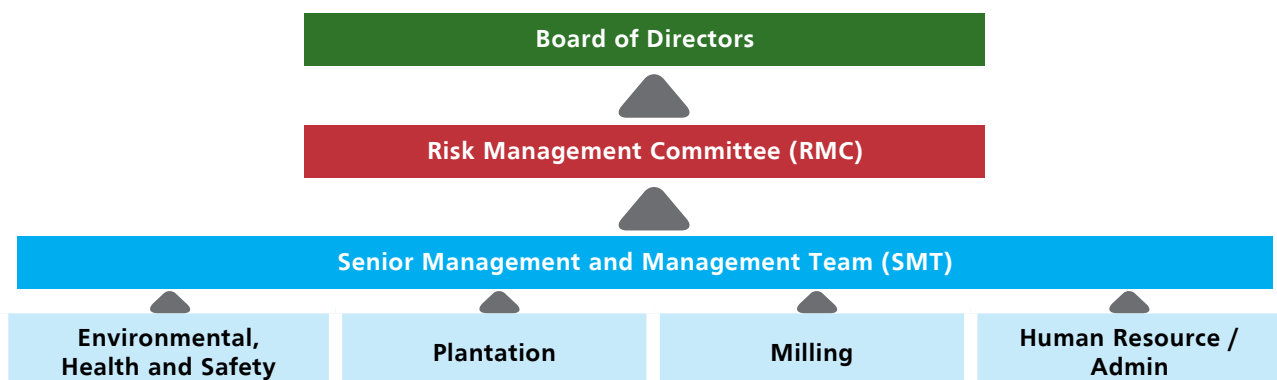 Board of Directors
Risk Management Committee (RMC)
Senior Management and Management Team (SMT)
Environmental,
Health and Safety
Plantation
Milling
Human Resource /
Admin